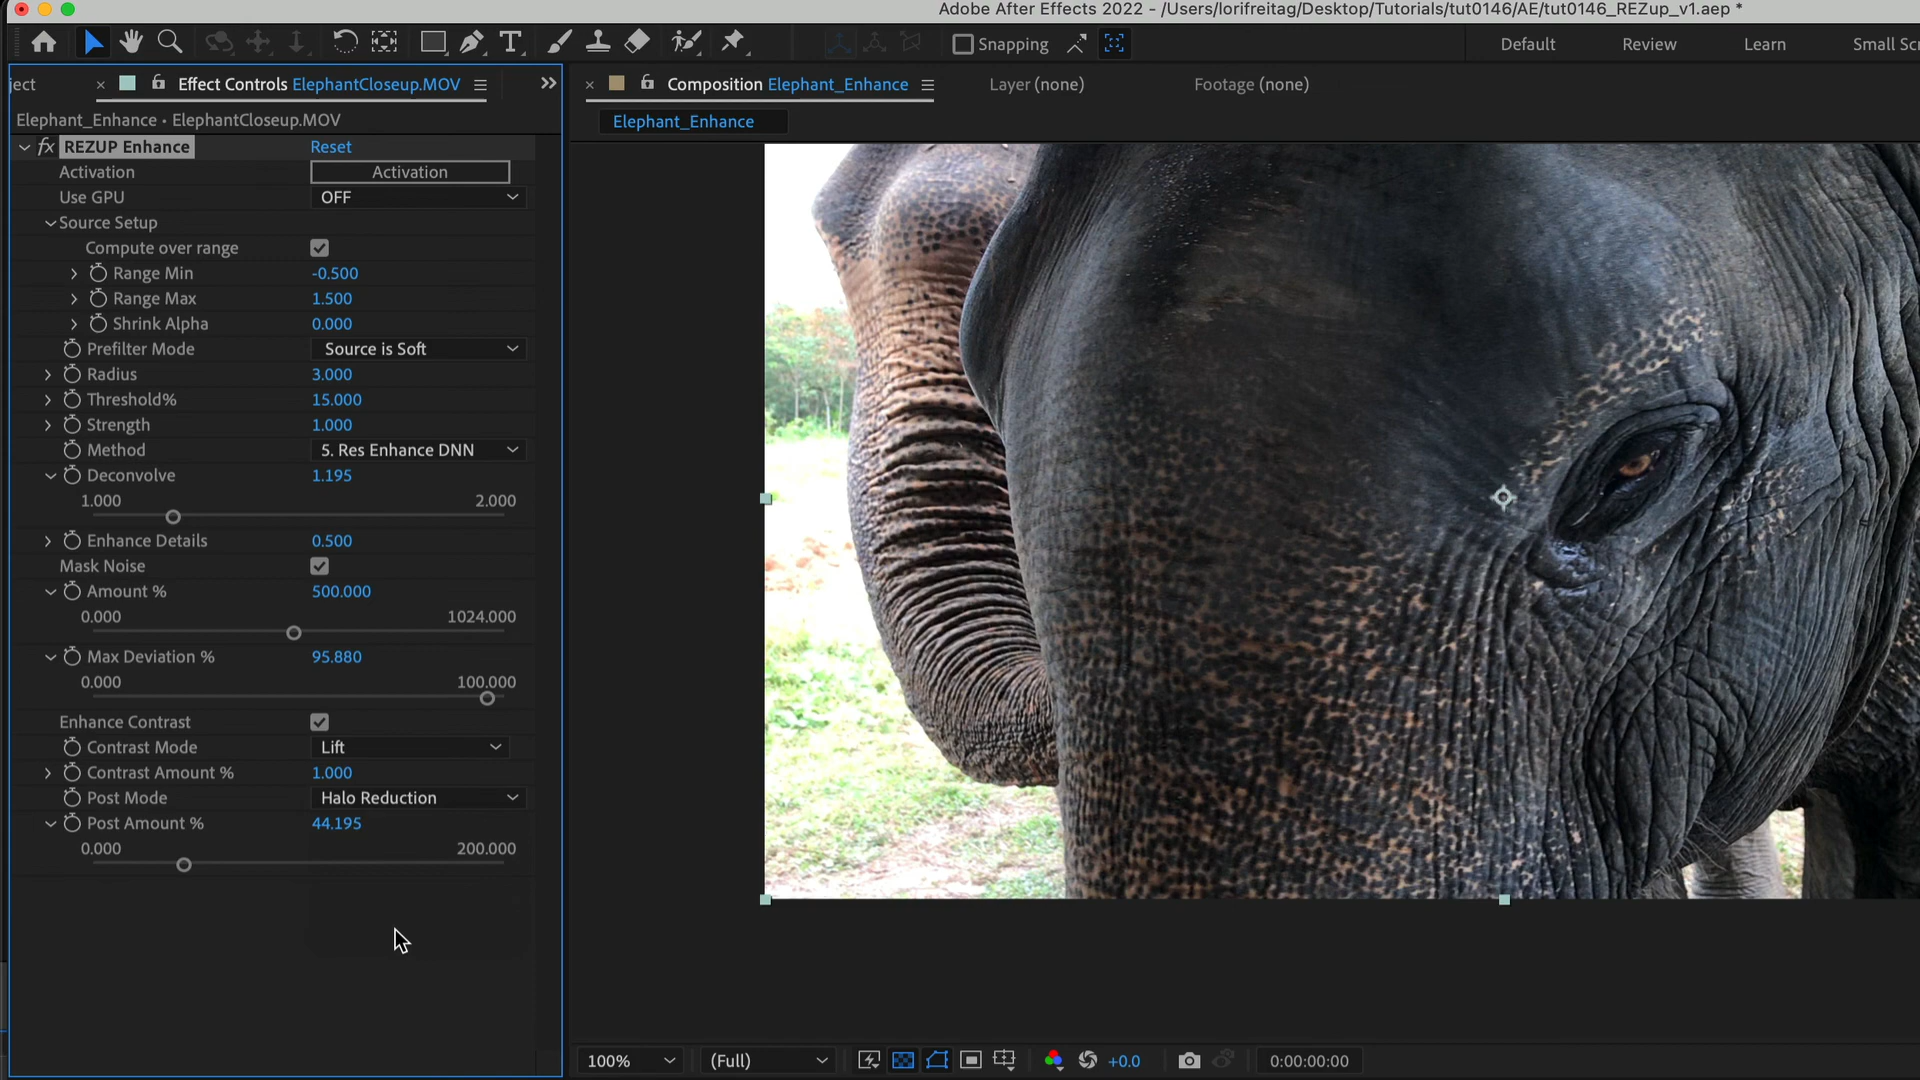 Adobe After Effects 2022 - /Users/lorifreitag/Desktop/Tutorials/tut0146/AE/tut0146_REZup_v1.aep *
Snapping
Default
Review
Learn
Small Scr
ject
Effect Controls ElephantCloseup.MOV
Composition Elephant_Enhance
Layer (none)
Footage (none)
Elephant_Enhance • ElephantCloseup.MOV
Elephant_Enhance
fx REZUP Enhance Reset
Activation Activation
Use GPU OFF
Source Setup
Compute over range
Range Min -0.500
Range Max 1.500
Shrink Alpha 0.000
Prefilter Mode Source is Soft
Radius 3.000
Threshold% 15.000
Strength 1.000
Method 5. Res Enhance DNN
Deconvolve 1.195
1.000 2.000
Enhance Details 0.500
Mask Noise
Amount % 500.000
0.000 1024.000
Max Deviation % 95.880
0.000 100.000
Enhance Contrast
Contrast Mode Lift
Contrast Amount % 1.000
Post Mode Halo Reduction
Post Amount % 44.195
0.000 200.000
100% (Full) +0.0 0:00:00:00